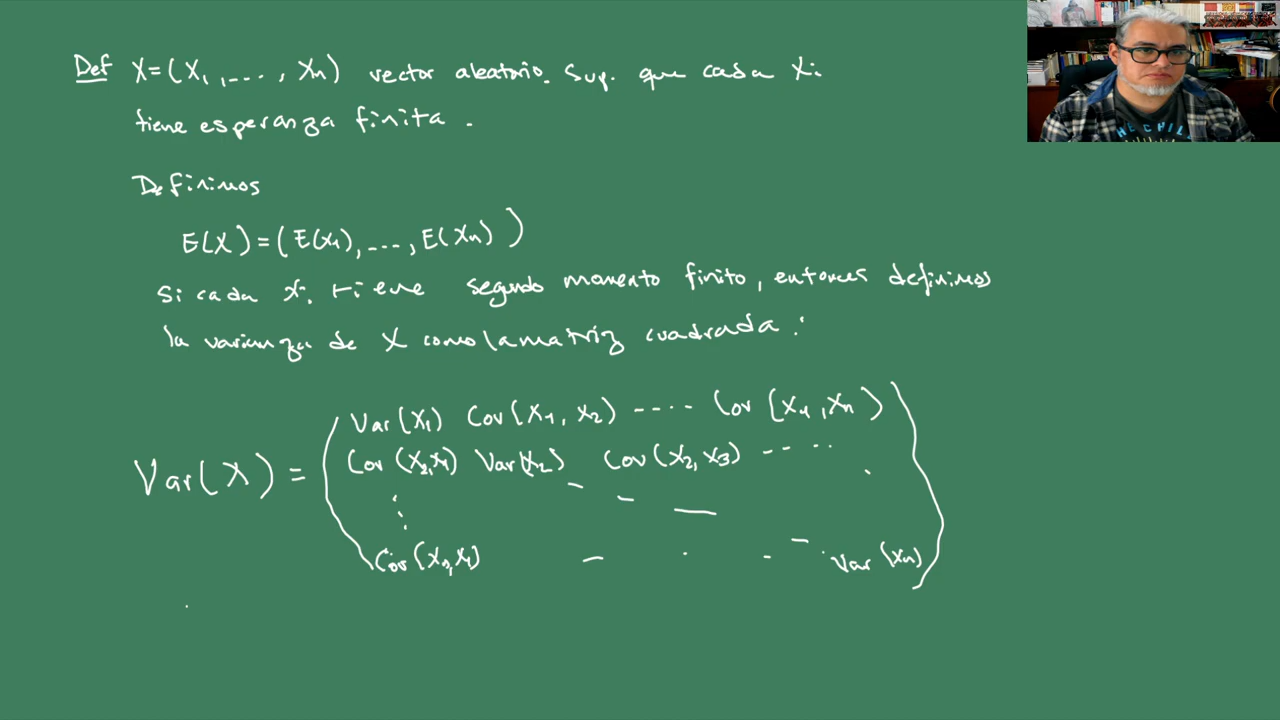 Def X=(X1,...., Xn) vector aleatorio. Sup. que cada Xi
tiene esperanza finita.
Definimos
E(X)=(E(X1),...,E(Xn))
Si cada Xi tiene segundo momento finito, entonces definimos
la varianza de X como la matriz cuadrada:
Var(X1) Cov(X1,X2) ---- Cov(X1,Xn)
Cov(X2,X1) Var(X2) Cov(X2,X3) ----
Var(X) =
Cov(Xn,X1) Var(Xn)
HE CHILI